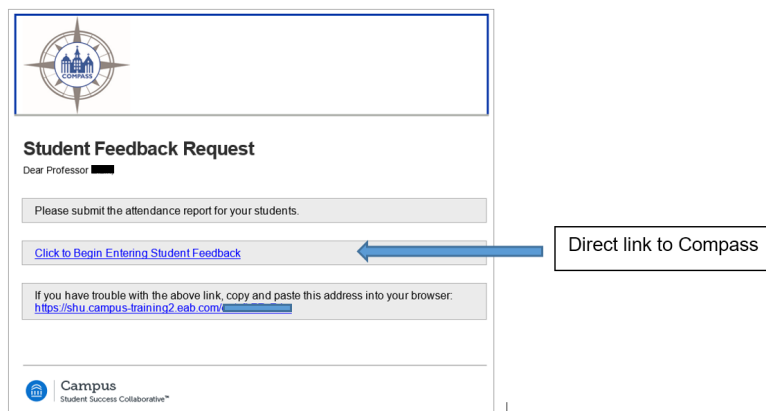 COMPASS
Student Feedback Request
Dear Professor
Please submit the attendance report for your students.
Click to Begin Entering Student Feedback
Direct link to Compass
If you have trouble with the above link, copy and paste this address into your browser:
https://shu.campus-training2.eab.com/
Campus
Student Success Collaborative™